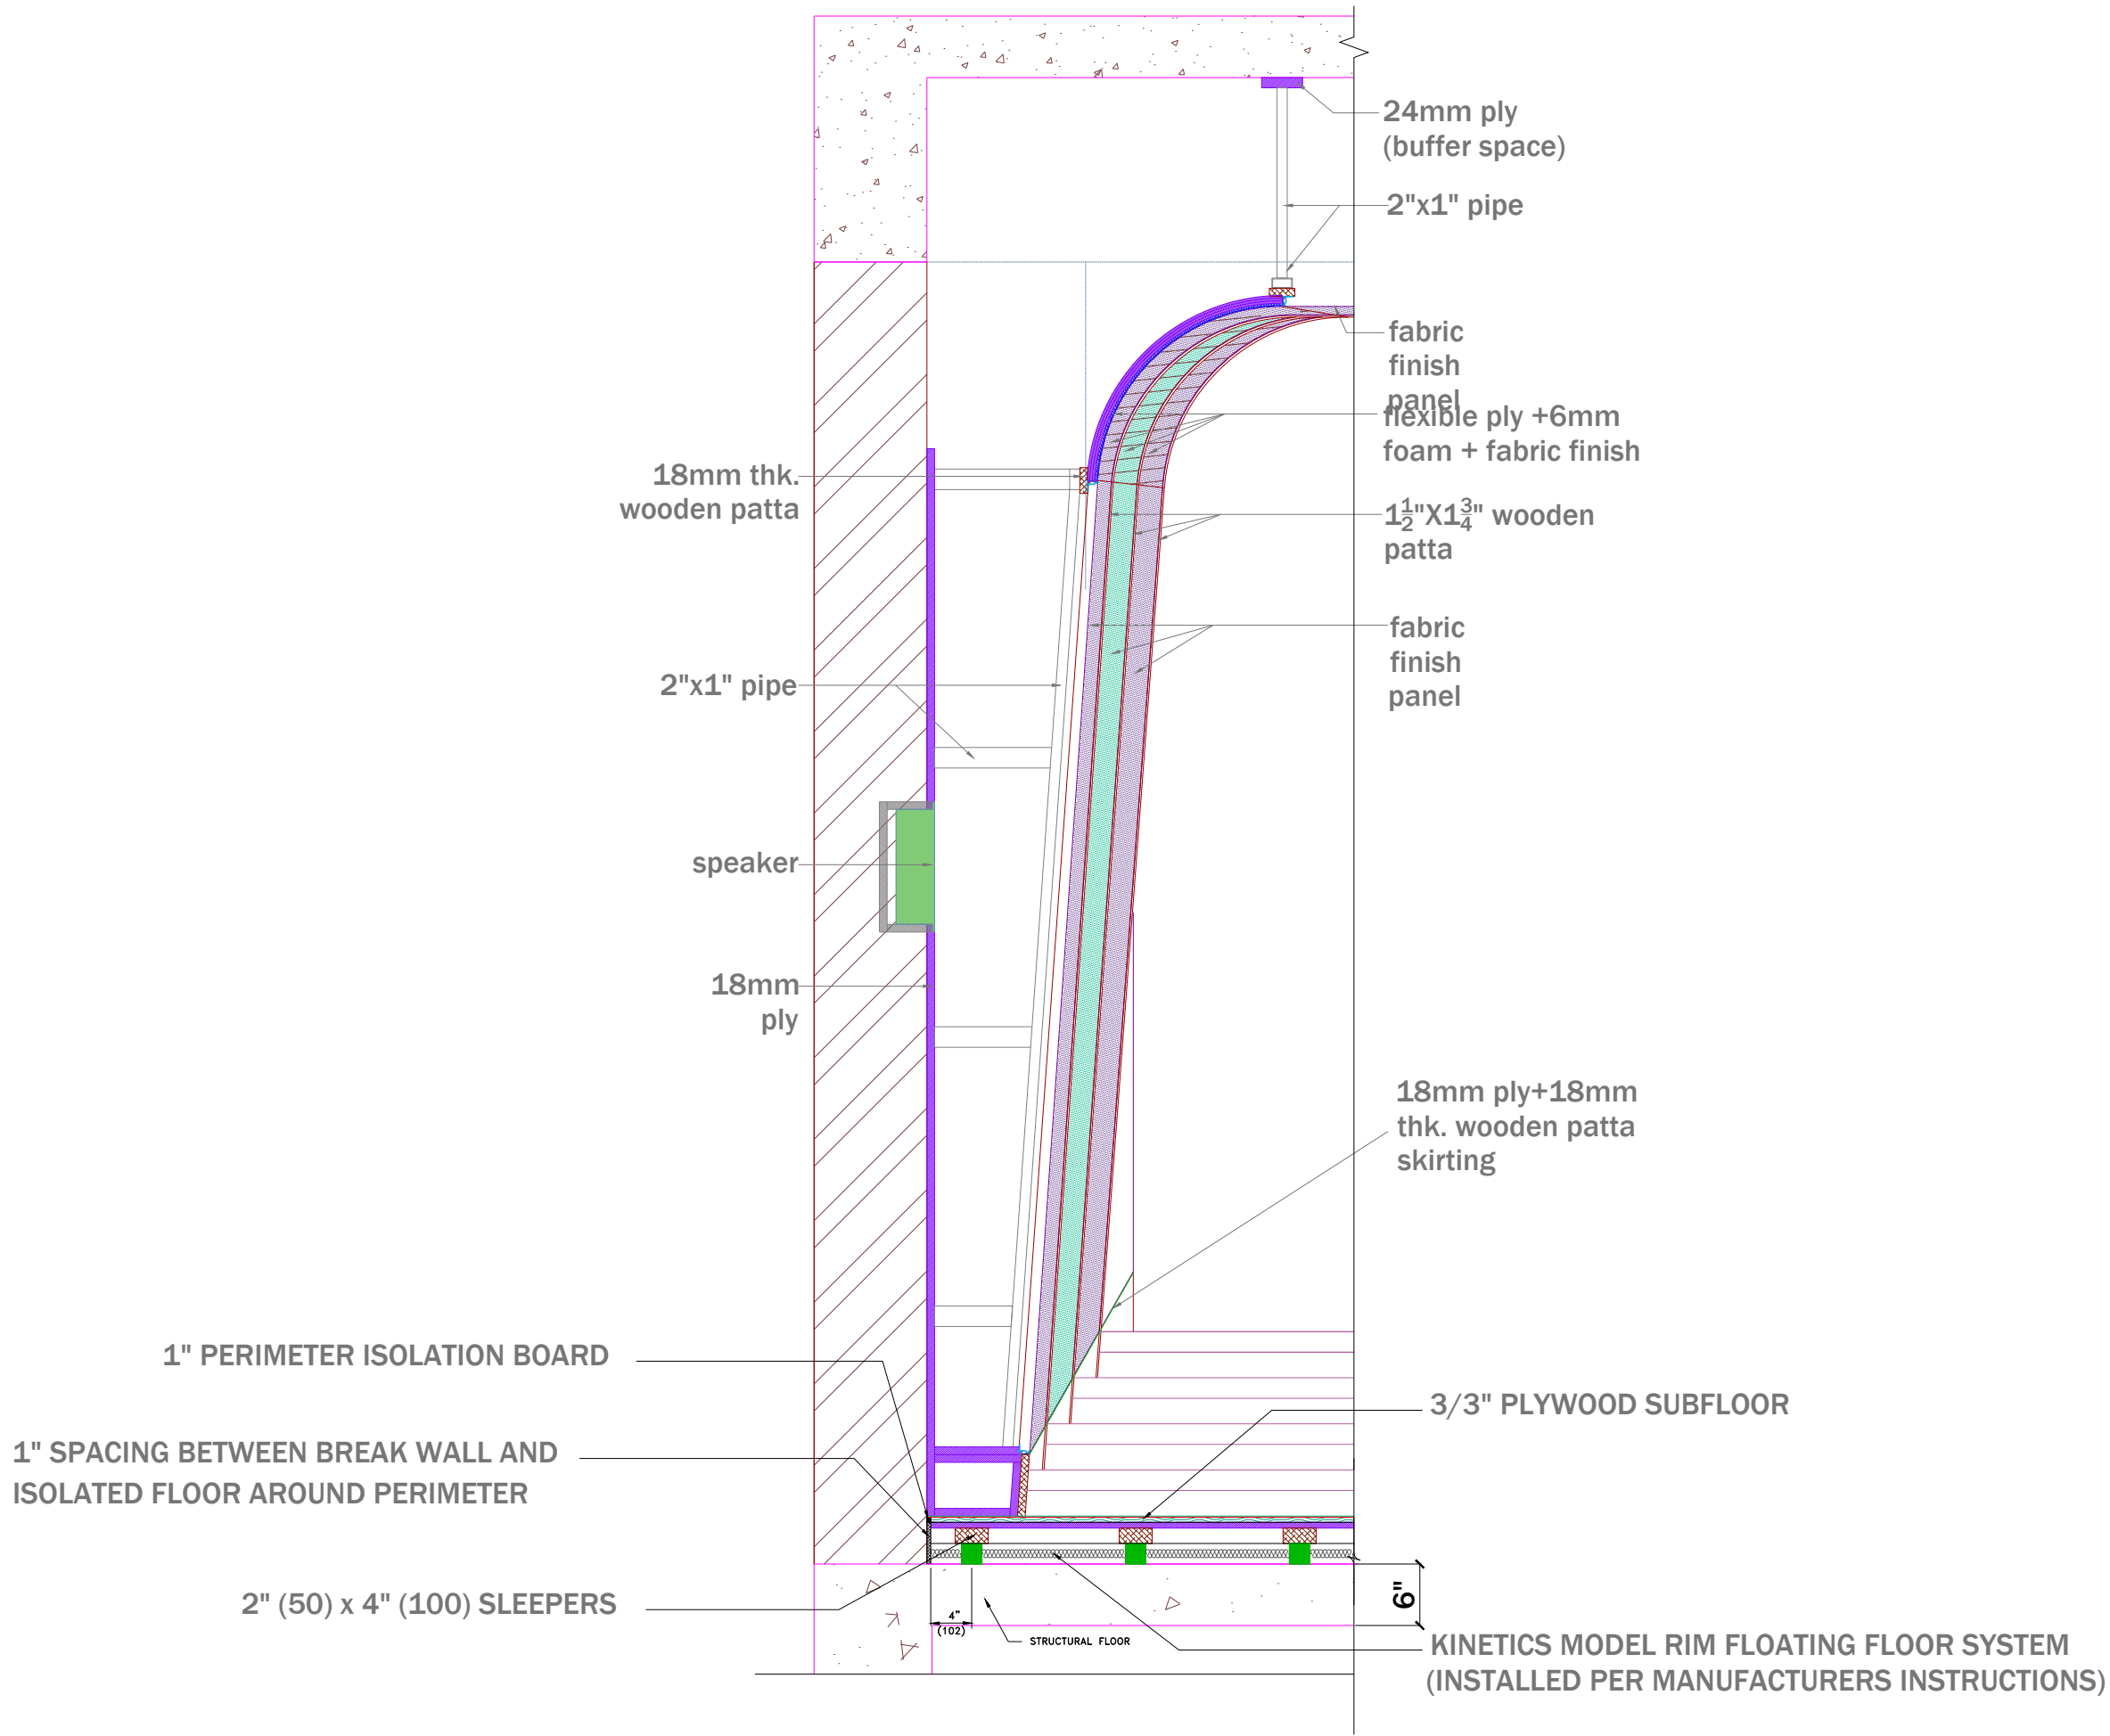 24mm ply
(buffer space)
2"x1" pipe
fabric
finish
panel
flexible ply +6mm
foam + fabric finish
18mm thk.
wooden patta
1½"X1¾" wooden
patta
fabric
finish
panel
2"x1" pipe
speaker
18mm
ply
18mm ply+18mm
thk. wooden patta
skirting
1" PERIMETER ISOLATION BOARD
3/3" PLYWOOD SUBFLOOR
1" SPACING BETWEEN BREAK WALL AND
ISOLATED FLOOR AROUND PERIMETER
2" (50) x 4" (100) SLEEPERS
6"
4"
(102)
STRUCTURAL FLOOR
KINETICS MODEL RIM FLOATING FLOOR SYSTEM
(INSTALLED PER MANUFACTURERS INSTRUCTIONS)